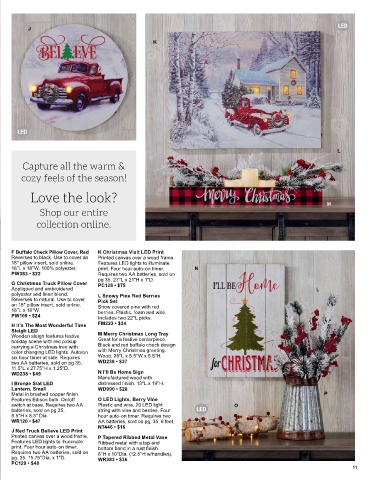 J
BELIEVE
LED
K
LED
L
Merry Christmas
M
Capture all the warm &
cozy feels of the season!
Love the look?
Shop our entire
collection online.
F Buffalo Check Pillow Cover, Red
Reverses to black. Use to cover an
18" pillow insert, sold online.
18"L x 18"W. 100% polyester.
PW383 • $22
G Christmas Truck Pillow Cover
Appliqued and embroidered
polyester and linen blend.
Reverses to natural. Use to cover
an 18" pillow insert, sold online.
18"L x 18"W.
PW109 • $24
H It's The Most Wonderful Time
Sleigh LED
Wooden sleigh features festive
holiday scene with red pickup
carrying a Christmas tree with
color changing LED lights. Auto/on
six hour timer at side. Requires
two AA batteries, sold on pg 35.
11.5"L x 27.75"H x 1.25"D.
WD238 • $49
I Bronze Slat LED
Lantern, Small
Metal in brushed copper finish.
Features Edison bulb. On/off
switch at base. Requires two AA
batteries, sold on pg 35.
5.5"H x 5.5" Dia.
WR120 • $47
J Red Truck Believe LED Print
Printed canvas over a wood frame.
Features LED lights to illuminate
print. Four hour auto-on timer.
Requires two AA batteries, sold on
pg. 35. 15.75"Dia. x 1"D.
PC129 • $40
K Christmas Visit LED Print
Printed canvas over a wood frame.
Features LED lights to illuminate
print. Four hour auto-on timer.
Requires two AA batteries, sold on
pg 35. 27"L x 21"H x 1"D.
PC128 • $75
L Snowy Pine Red Berries
Pick Set
Snow covered pine with red
berries. Plastic, foam and wire.
Includes two 22"L picks.
FM223 • $34
M Merry Christmas Long Tray
Great for a festive centerpiece.
Black and red buffalo check design
with Merry Christmas greeting.
Wood. 26"L x 5.5"W x 5.5"H.
WD258 • $37
N I'll Be Home Sign
Manufactured wood with
distressed finish. 13"L x 19"H.
WD990 • $28
O LED Lights, Berry Vine
Plastic and wire. 20 LED light
string with vine and berries. Four
hour auto-on timer. Requires two
AA batteries, sold on pg. 35. 6 feet.
NT446 • $16
P Tapered Ribbed Metal Vase
Ribbed metal with a top and
bottom band in a rust finish.
8"H x 10"Dia. (12.5"H w/handles).
WR383 • $36
N
I'LL BE Home
for CHRISTMAS
LED
O
11